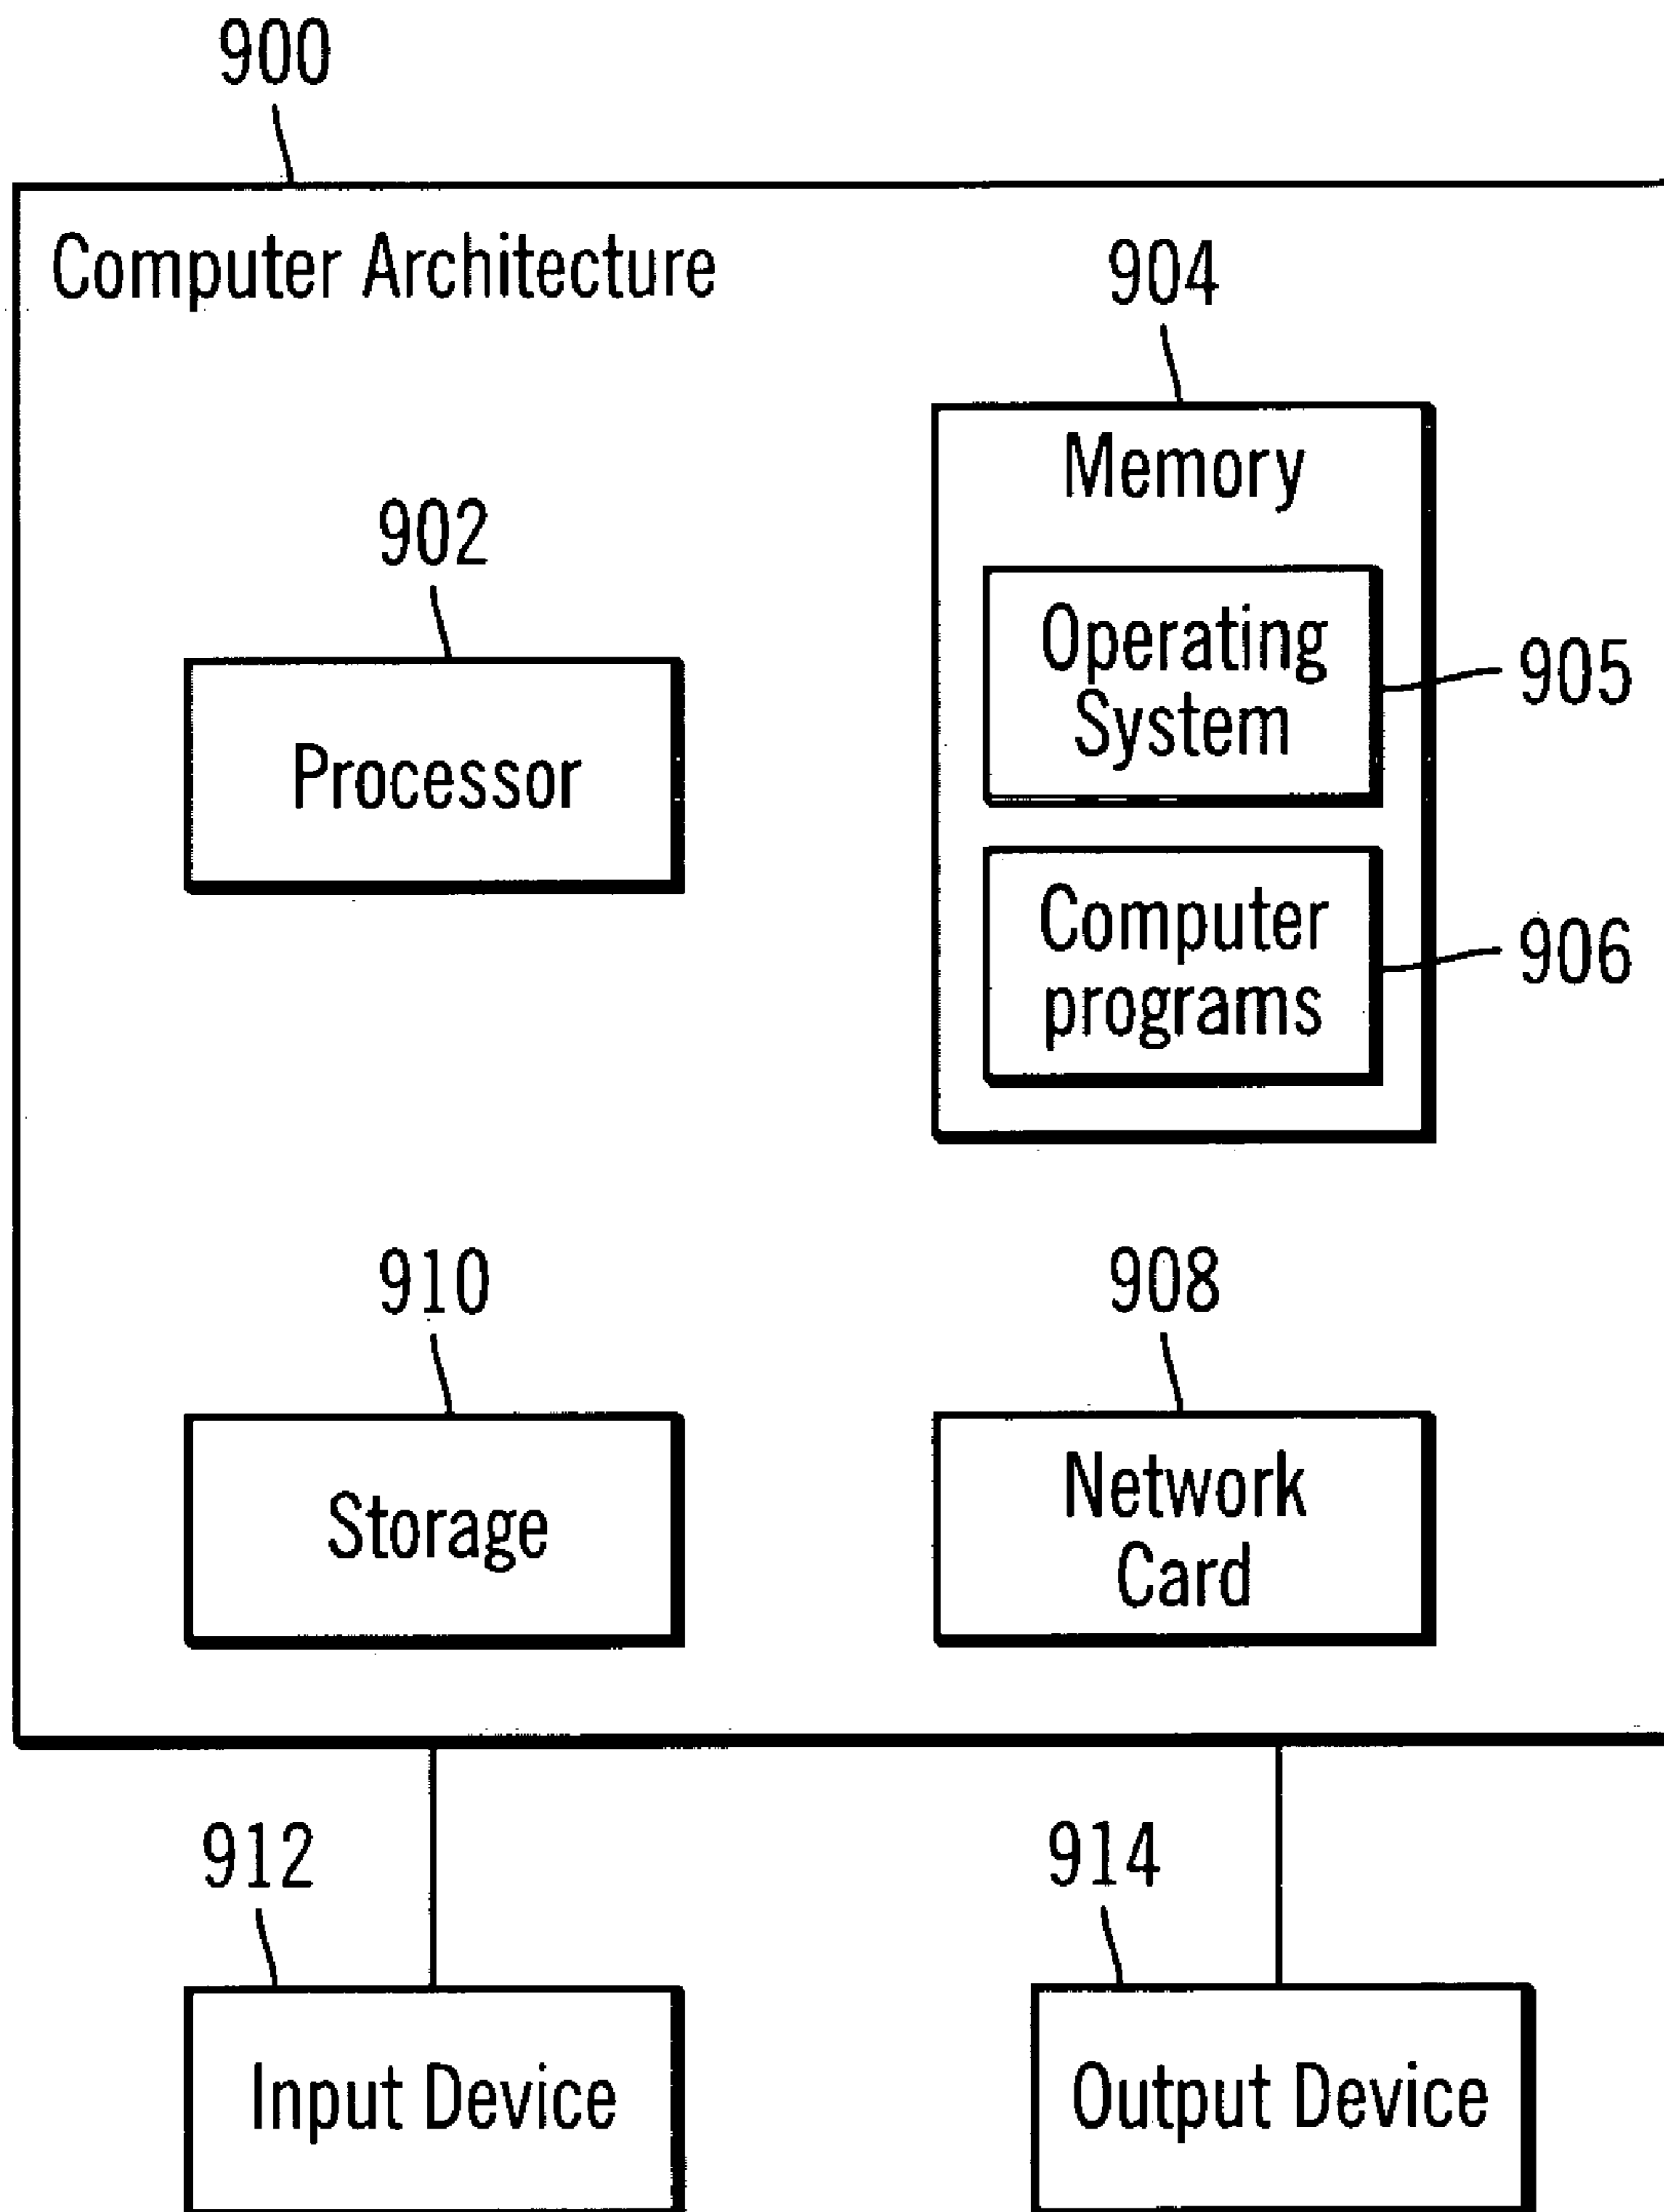 900
Computer Architecture
904
Memory
902
Operating
System
905
Processor
Computer
programs
906
910
908
Storage
Network
Card
912
914
Input Device
Output Device